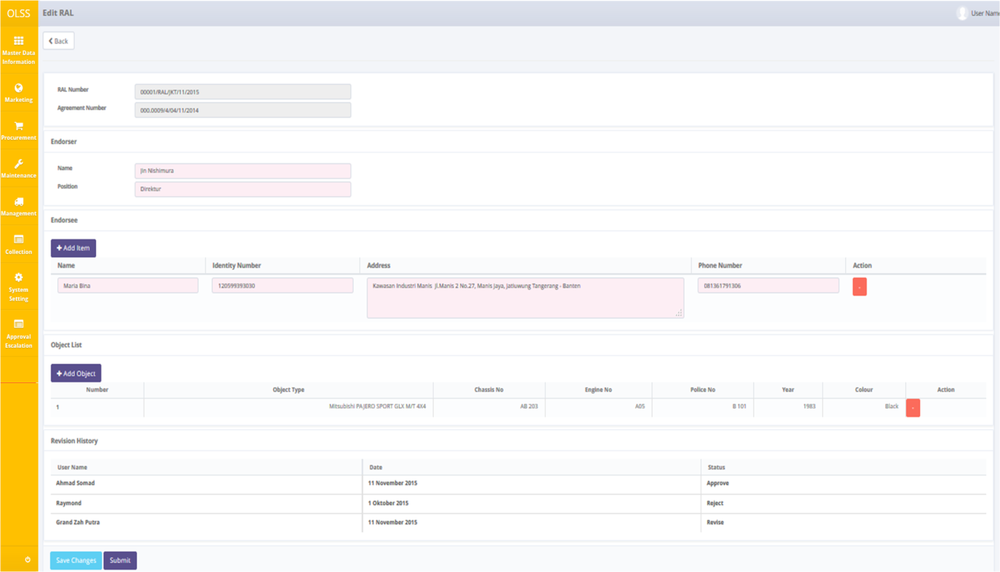 OLSS
Edit RAL
User Name
Back
Master Data
Information
Marketing
Procurement
Maintenance
Management
Collection
System
Setting
Approval
Escalation
RAL Number
00001/RAL/JKT/11/2015
Agreement Number
000.0009/4/04/11/2014
Endorser
Name
Jin Nishimura
Position
Direktur
Endorsee
Add Item
Name Identity Number Address Phone Number Action
Maria Bina 120599393030 Kawasan Industri Manis Jl.Manis 2 No.27, Manis Jaya, Jatiuwung Tangerang - Banten 081361791306 -
Object List
Add Object
Number Object Type Chassis No Engine No Police No Year Colour Action
1 Mitsubishi PAJERO SPORT GLX M/T 4X4 AB 203 A05 B 101 1983 Black -
Revision History
User Name Date Status
Ahmad Somad 11 November 2015 Approve
Raymond 1 Oktober 2015 Reject
Grand Zah Putra 11 November 2015 Revise
Save Changes Submit